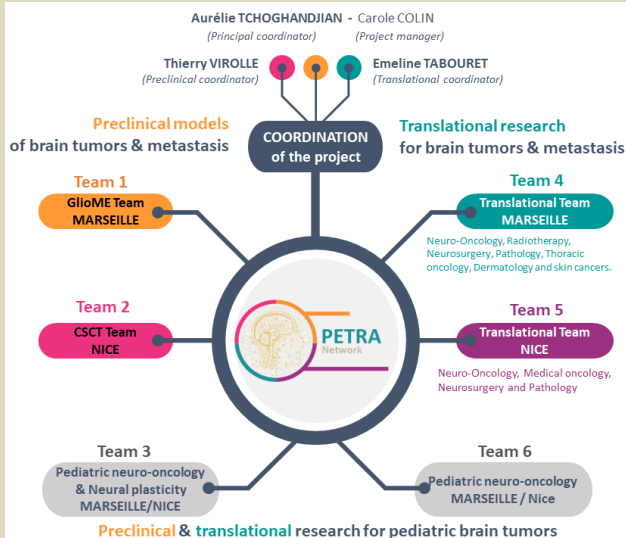 Aurélie TCHOGHANDJIAN - Carole COLIN
(Principal coordinator) (Project manager)
Thierry VIROLLE
(Preclinical coordinator)
Emeline TABOURET
(Translational coordinator)
COORDINATION
of the project
Preclinical models
of brain tumors & metastasis
Translational research
for brain tumors & metastasis
Team 1
GlioME Team
MARSEILLE
Team 4
Translational Team
MARSEILLE
Neuro-Oncology, Radiotherapy,
Neurosurgery, Pathology, Thoracic
oncology, Dermatology and skin cancers.
Team 2
CSCT Team
NICE
PETRA
Network
Team 5
Translational Team
NICE
Neuro-Oncology, Medical oncology,
Neurosurgery and Pathology
Team 3
Pediatric neuro-oncology
& Neural plasticity
MARSEILLE/NICE
Team 6
Pediatric neuro-oncology
MARSEILLE / Nice
Preclinical & translational research for pediatric brain tumors